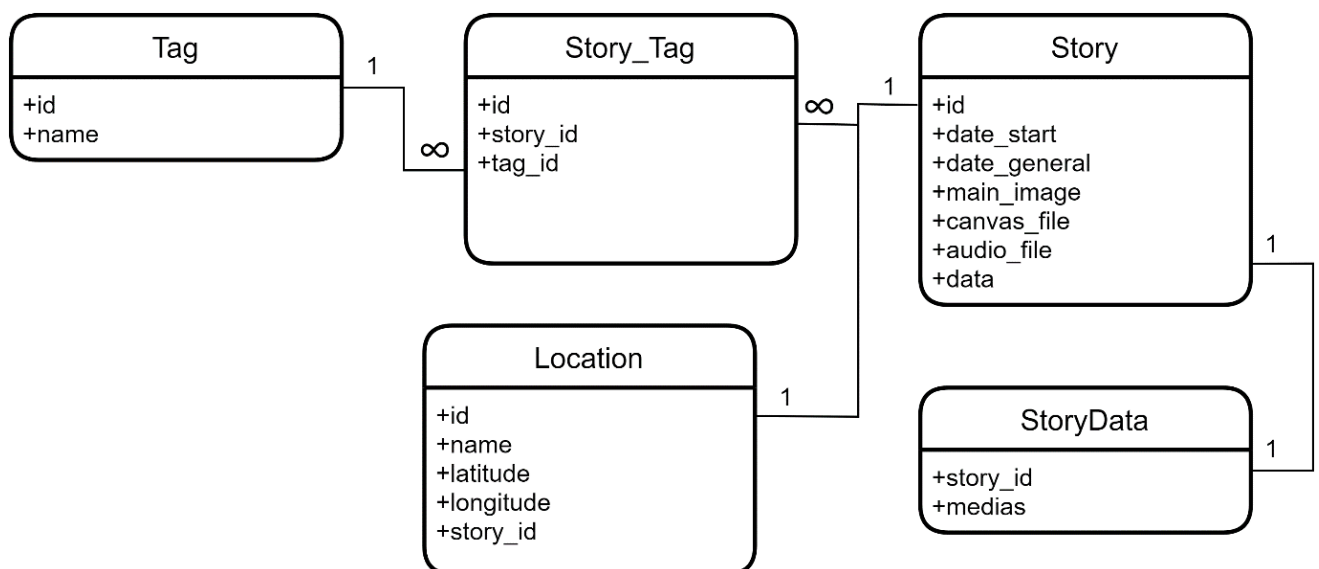 Tag
+id
+name
1
∞
Story_Tag
+id
+story_id
+tag_id
∞
1
Story
+id
+date_start
+date_general
+main_image
+canvas_file
+audio_file
+data
1
Location
+id
+name
+latitude
+longitude
+story_id
1
StoryData
+story_id
+medias
1